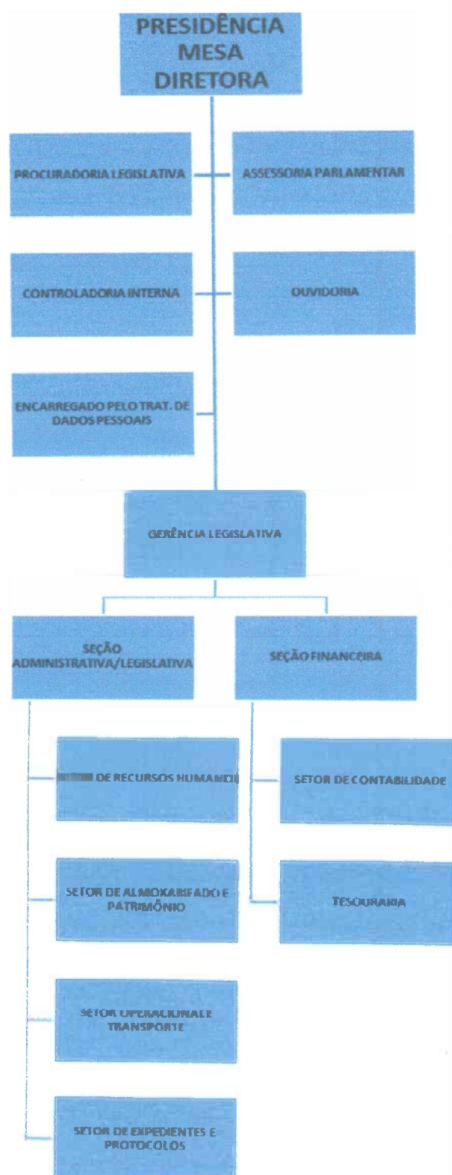 PRESIDÊNCIA
MESA
DIRETORA
PROCURADORIA LEGISLATIVA
ASSESSORIA PARLAMENTAR
CONTROLADORIA INTERNA
OUVIDORIA
ENCARREGADO PELO TRAT. DE
DADOS PESSOAIS
GERÊNCIA LEGISLATIVA
SEÇÃO
ADMINISTRATIVA/LEGISLATIVA
SEÇÃO FINANCEIRA
DE RECURSOS HUMANOS
SETOR DE CONTABILIDADE
SETOR DE ALMOXARIFADO E
PATRIMÔNIO
TESOURARIA
SETOR OPERACIONAL E
TRANSPORTE
SETOR DE EXPEDIENTES E
PROTOCOLOS